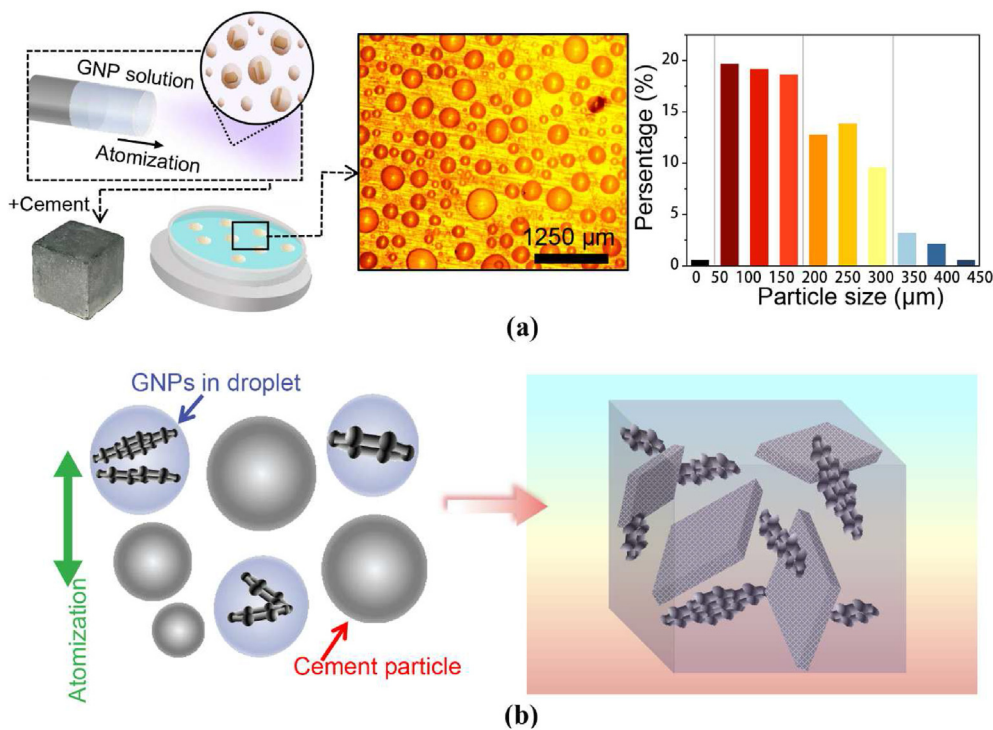 GNP solution
Atomization
+Cement
1250 µm
Persentage (%)
20
15
10
5
0
0 50 100 150 200 250 300 350 400 450
Particle size (µm)
(a)
GNPs in droplet
Atomization
Cement particle
(b)